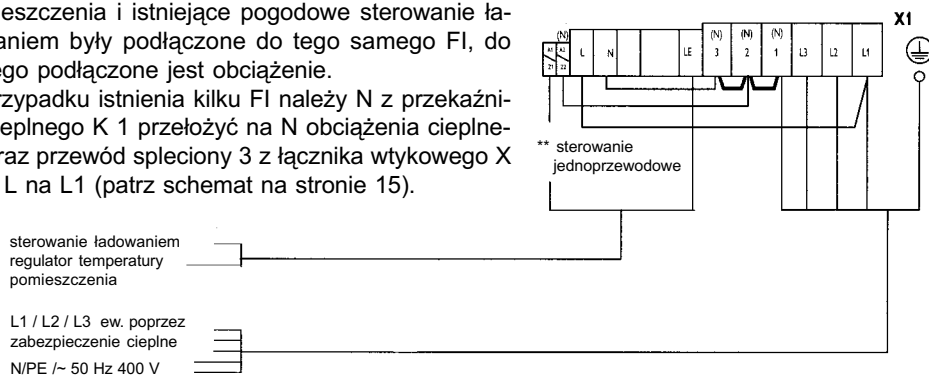 eszczenia i istniejące pogodowe sterowanie ła-
aniem były podłączone do tego samego FI, do
ego podłączone jest obciążenie.
rzypadku istnienia kilku FI należy N z przekaźni-
ieplnego K 1 przełożyć na N obciążenia cieplne-
raz przewód spleciony 3 z łącznika wtykowego X
L na L1 (patrz schemat na stronie 15).
X1
(N) (N) (N) (N)
A1 A2 L N LE 3 2 1 L3 L2 L1
Z1 Z2
** sterowanie
jednoprzewodowe
sterowanie ładowaniem
regulator temperatury
pomieszczenia
L1 / L2 / L3 ew. poprzez
zabezpieczenie cieplne
N/PE /~ 50 Hz 400 V